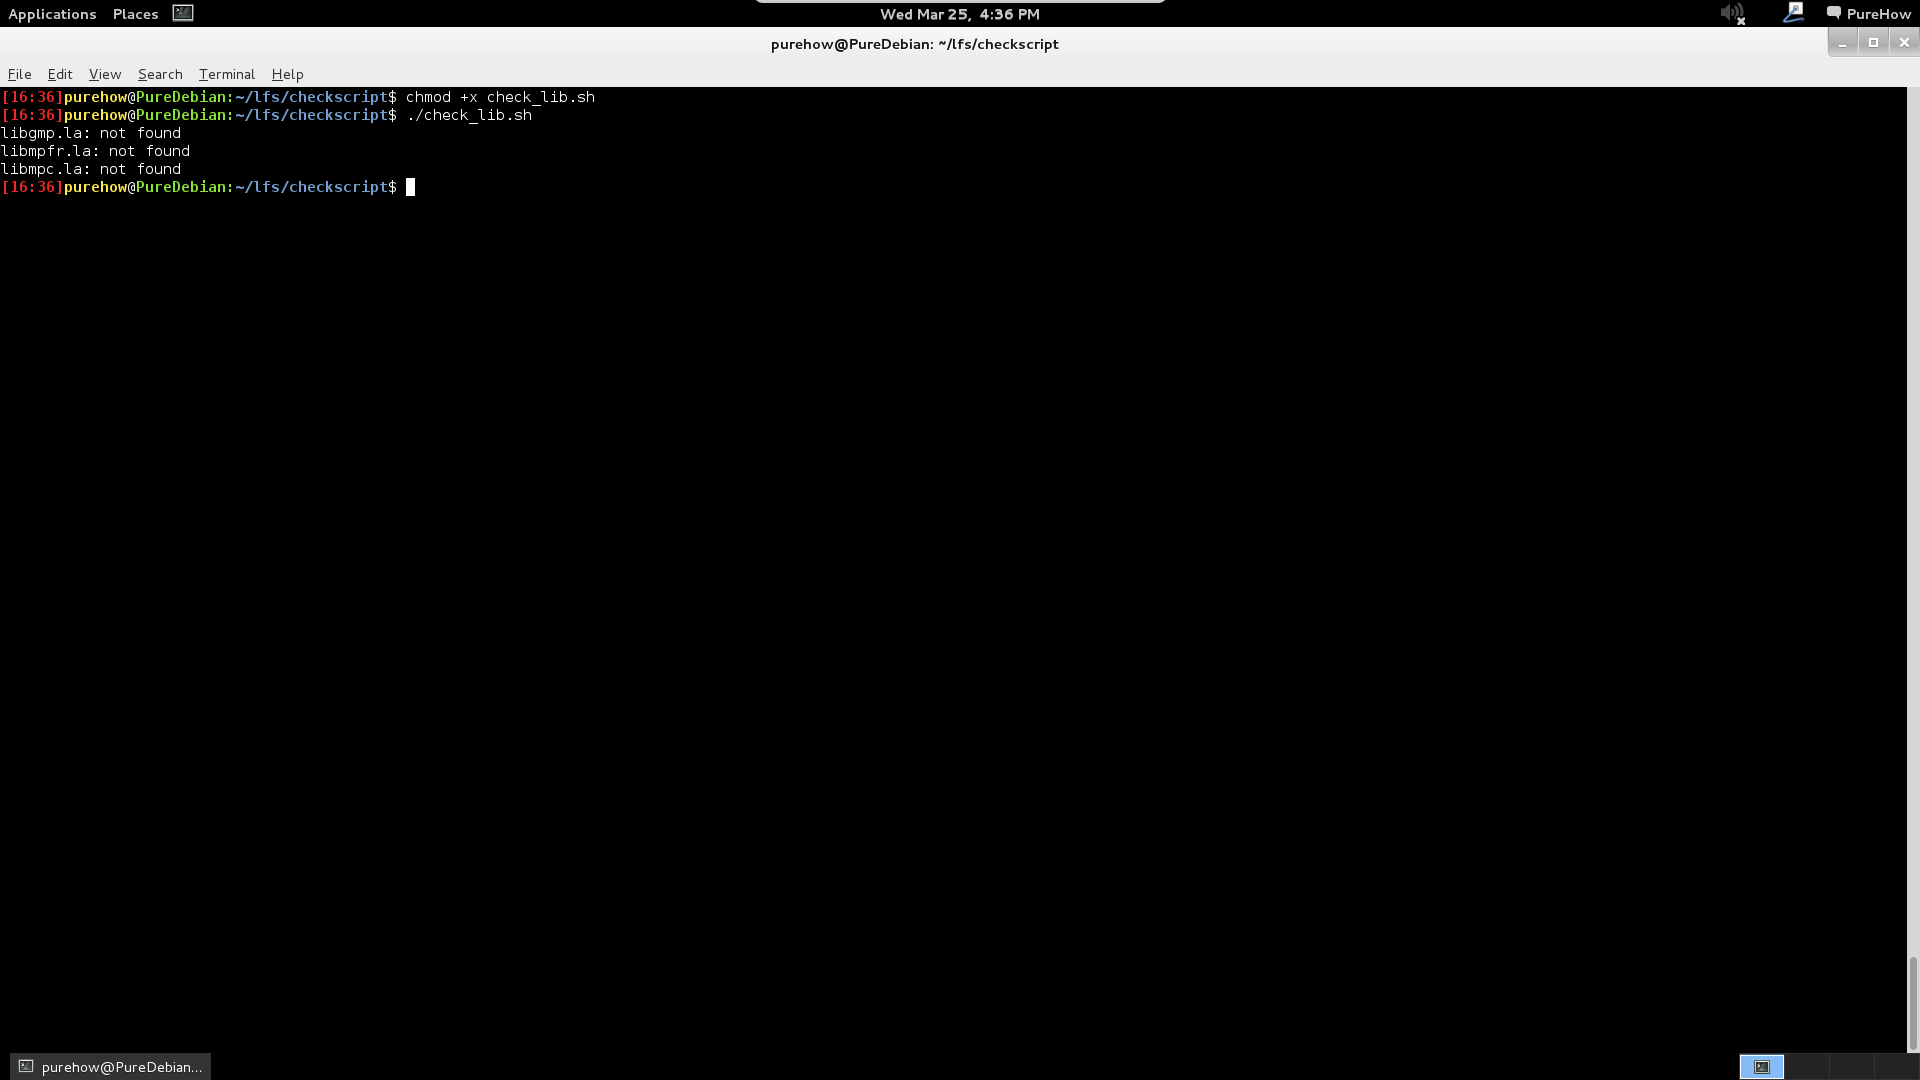 Applications Places Wed Mar 25, 4:36 PM PureHow
purehow@PureDebian: ~/lfs/checkscript
File Edit View Search Terminal Help
[16:36]purehow@PureDebian:~/lfs/checkscript$ chmod +x check_lib.sh
[16:36]purehow@PureDebian:~/lfs/checkscript$ ./check_lib.sh
libgmp.la: not found
libmpfr.la: not found
libmpc.la: not found
[16:36]purehow@PureDebian:~/lfs/checkscript$
purehow@PureDebian...